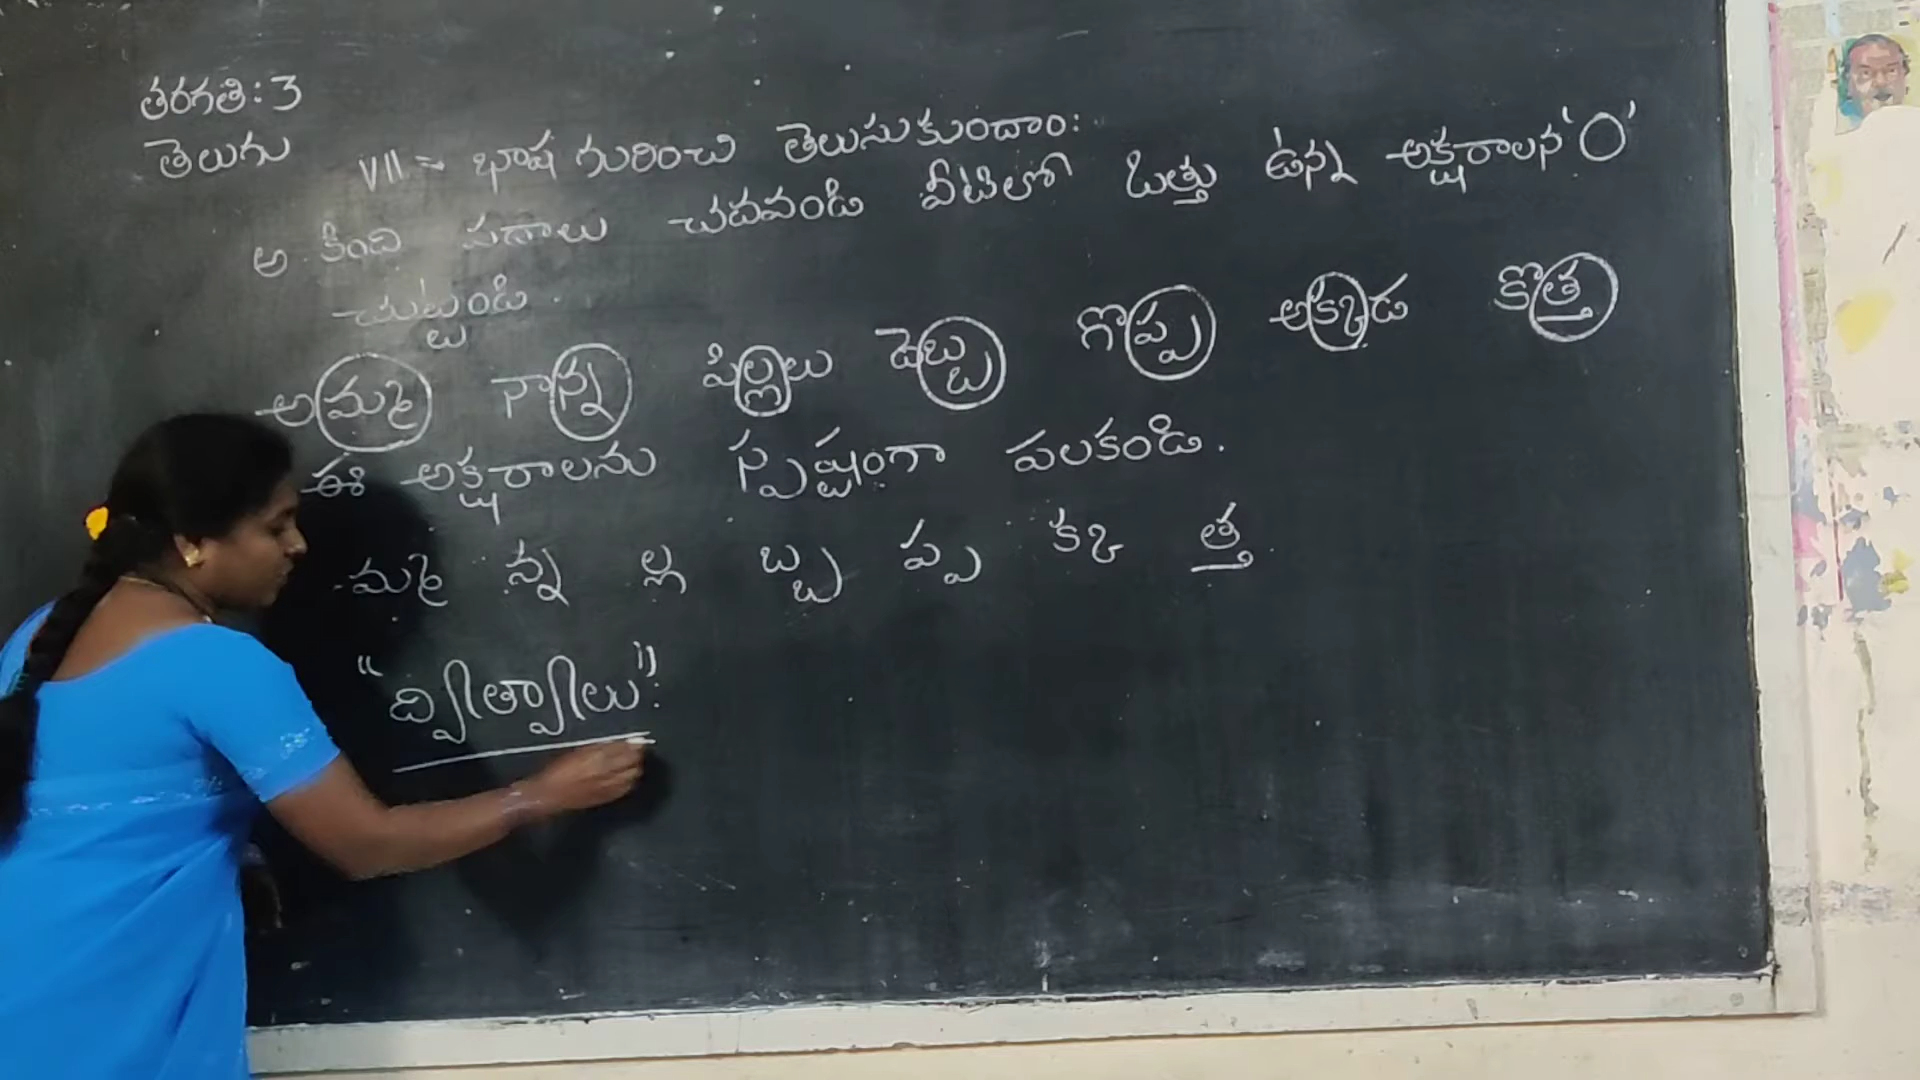 తరగతి: 3
తెలుగు
VII = భాష గురించి తెలుసుకుందాం:
అ కింది పదాలు చదవండి వీటిలో ఒత్తు ఉన్న అక్షరాలన 'O'
చుట్టండి.
అమ్మ నాన్న పిల్లలు డెబ్బ గొప్ప అక్కడ కొత్త
ఈ అక్షరాలను స్పష్టంగా పలకండి.
మ్మ న్న ల్ల బ్బ ప్ప క్క త్త
"ద్విత్వాలు":